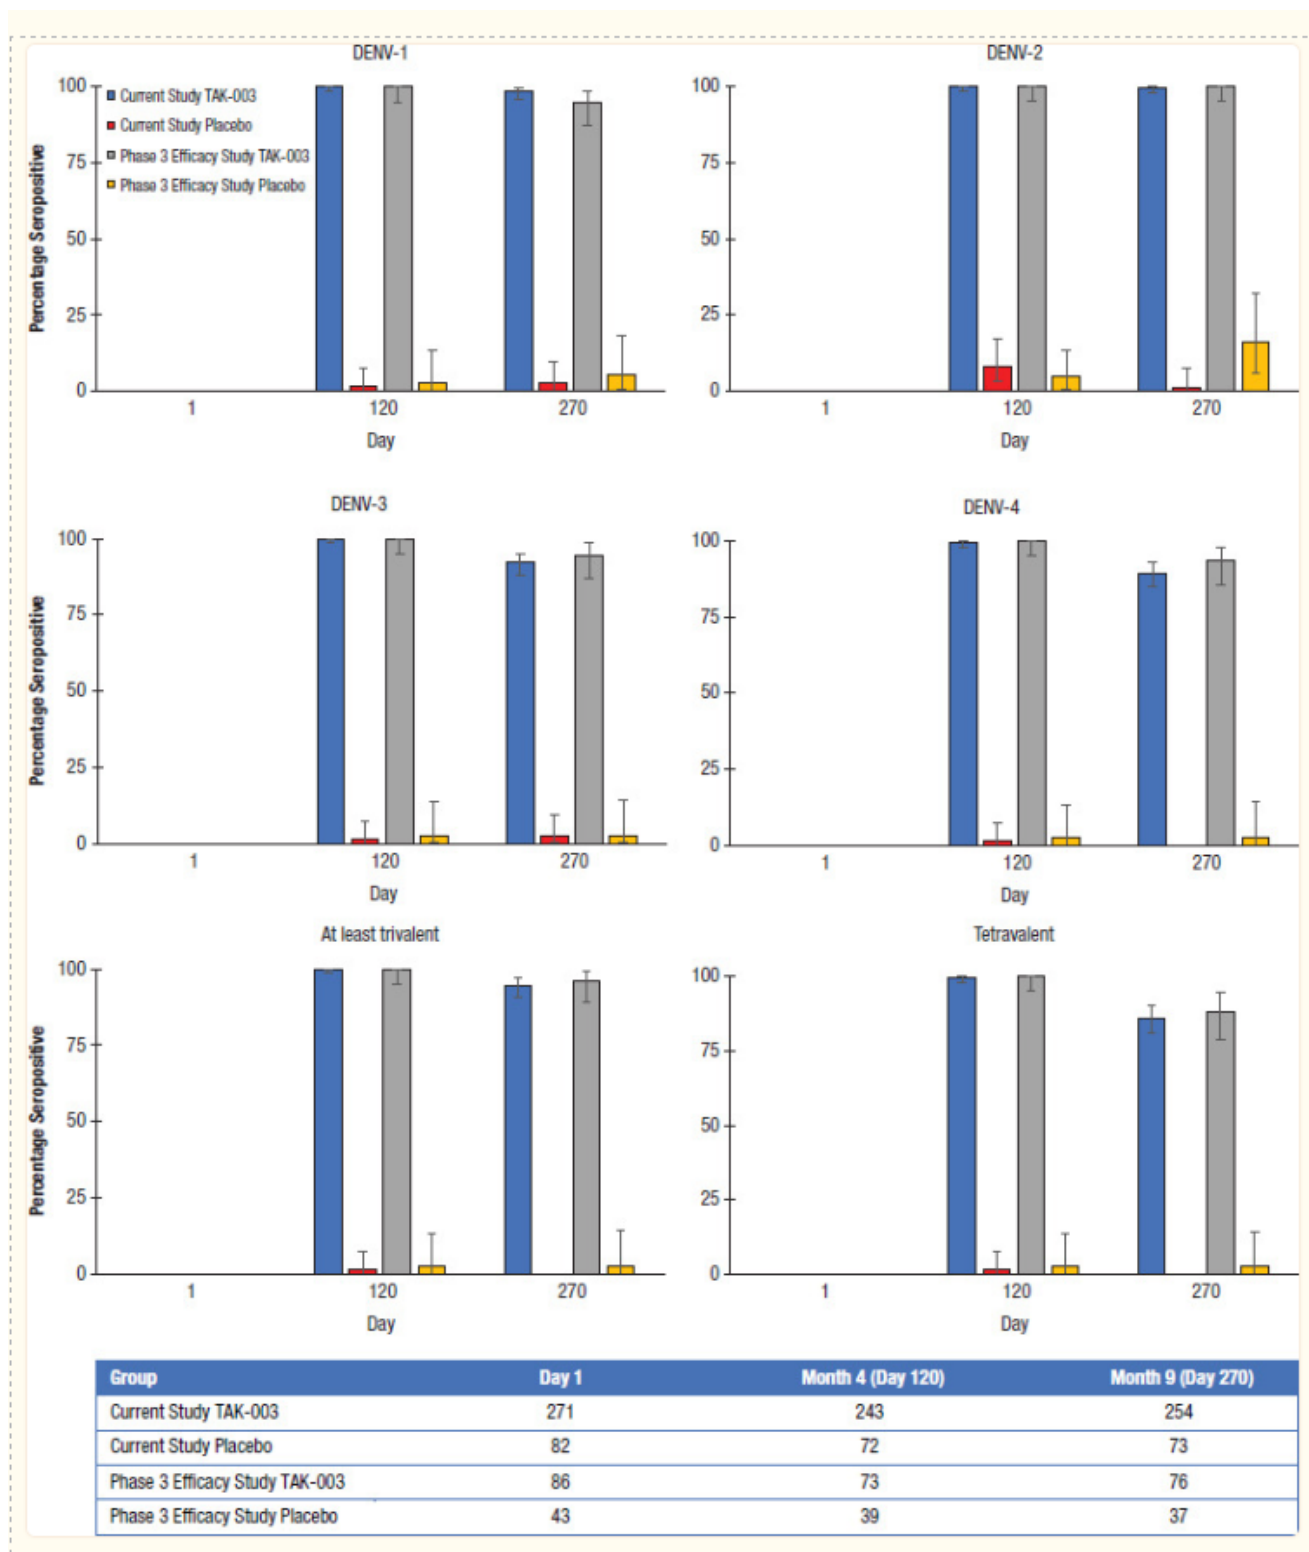 DENV-1
100
75
50
25
0
Percentage Seropositive
Current Study TAK-003
Current Study Placebo
Phase 3 Efficacy Study TAK-003
Phase 3 Efficacy Study Placebo
1 120 270
Day
DENV-2
100
75
50
25
0
1 120 270
Day
DENV-3
100
75
50
25
0
Percentage Seropositive
1 120 270
Day
DENV-4
100
75
50
25
0
1 120 270
Day
At least trivalent
100
75
50
25
0
Percentage Seropositive
1 120 270
Day
Tetravalent
100
75
50
25
0
1 120 270
Day
Group Day 1 Month 4 (Day 120) Month 9 (Day 270)
Current Study TAK-003 271 243 254
Current Study Placebo 82 72 73
Phase 3 Efficacy Study TAK-003 86 73 76
Phase 3 Efficacy Study Placebo 43 39 37